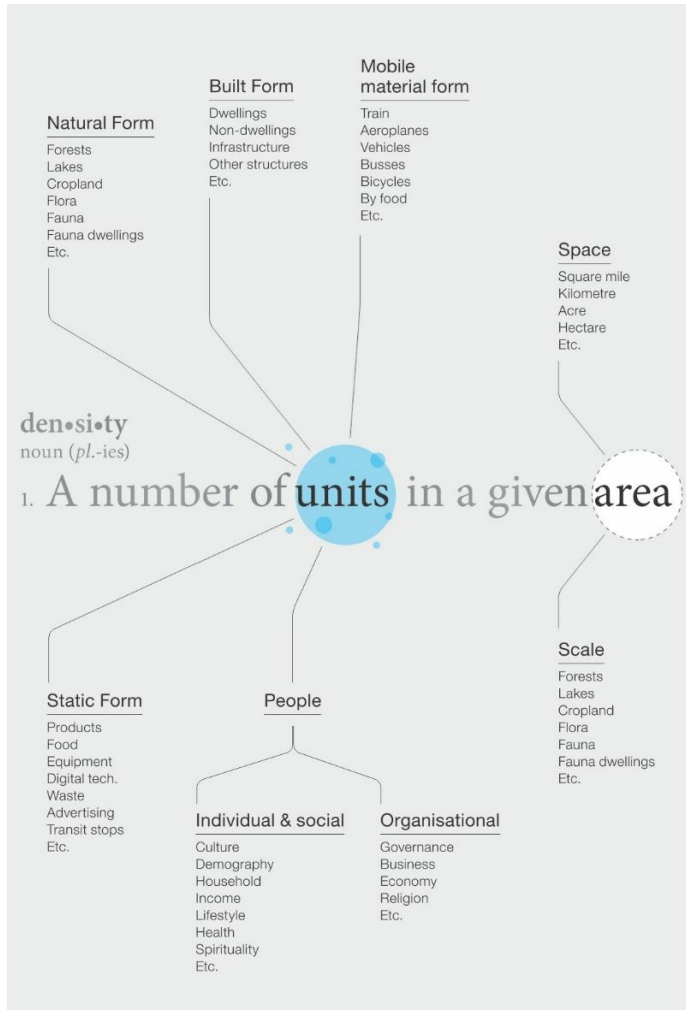 Natural Form
Forests
Lakes
Cropland
Flora
Fauna
Fauna dwellings
Etc.
Built Form
Dwellings
Non-dwellings
Infrastructure
Other structures
Etc.
Mobile
material form
Train
Aeroplanes
Vehicles
Busses
Bicycles
By food
Etc.
Space
Square mile
Kilometre
Acre
Hectare
Etc.
den•si•ty
noun (pl.-ies)
1. A number of units in a given area
Static Form
Products
Food
Equipment
Digital tech.
Waste
Advertising
Transit stops
Etc.
People
Individual & social
Culture
Demography
Household
Income
Lifestyle
Health
Spirituality
Etc.
Organisational
Governance
Business
Economy
Religion
Etc.
Scale
Forests
Lakes
Cropland
Flora
Fauna
Fauna dwellings
Etc.